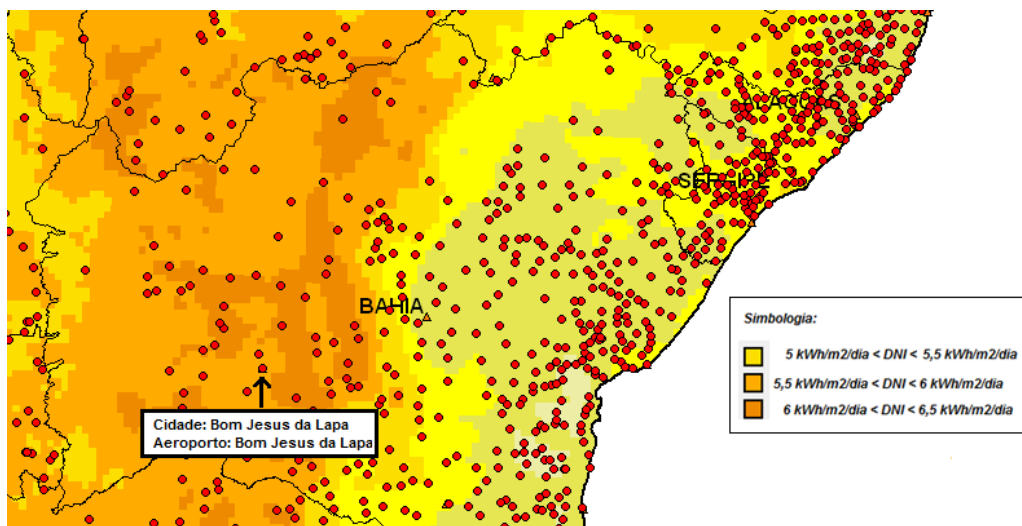 ALAGOAS
SERGIPE
BAHIA
Cidade: Bom Jesus da Lapa
Aeroporto: Bom Jesus da Lapa
Simbologia:
5 kWh/m2/dia < DNI < 5,5 kWh/m2/dia
5,5 kWh/m2/dia < DNI < 6 kWh/m2/dia
6 kWh/m2/dia < DNI < 6,5 kWh/m2/dia